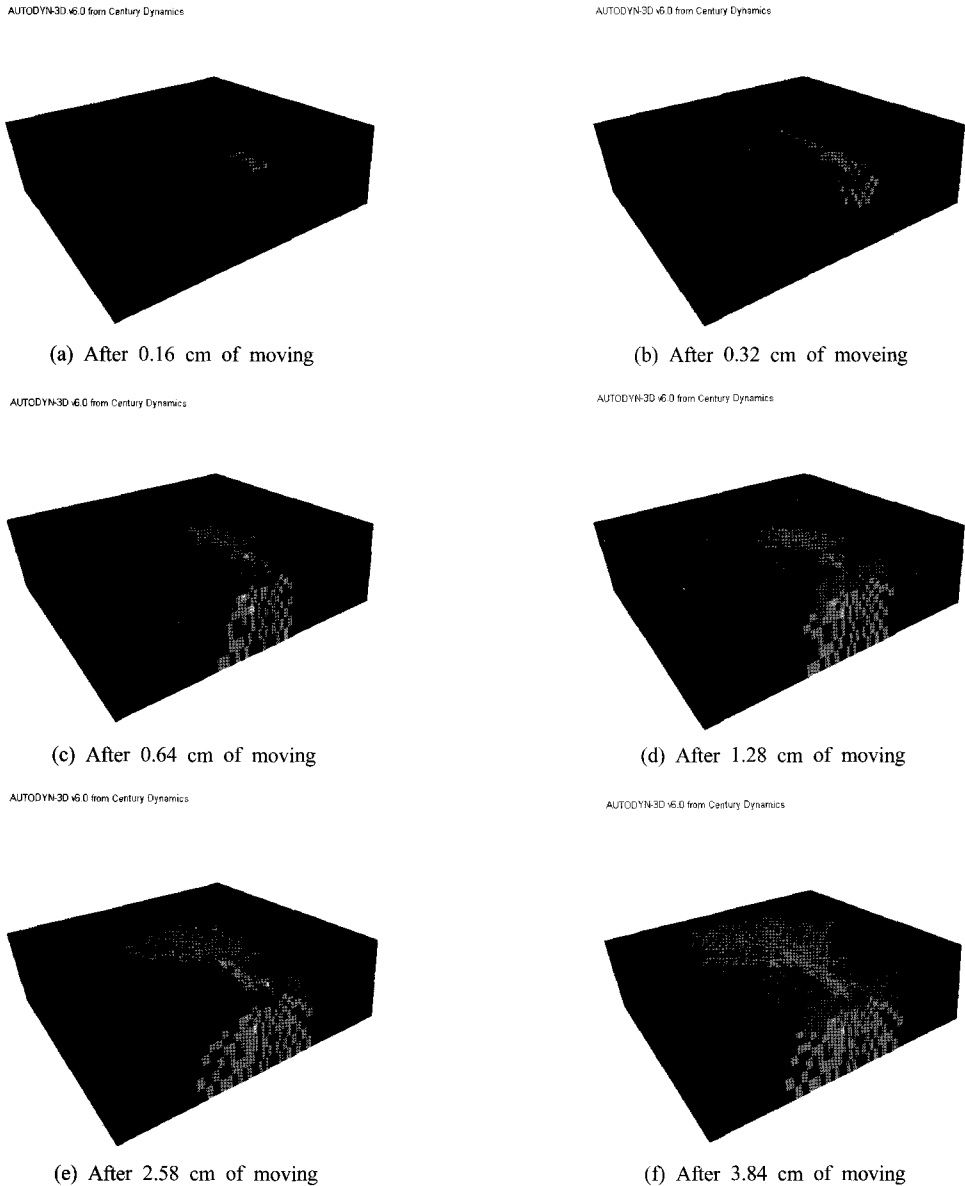 AUTODYN-3D v6.0 from Century Dynamics
AUTODYN-3D v6.0 from Century Dynamics
(a) After 0.16 cm of moving
(b) After 0.32 cm of moveing
AUTODYN-3D v6.0 from Century Dynamics
AUTODYN-3D v6.0 from Century Dynamics
(c) After 0.64 cm of moving
(d) After 1.28 cm of moving
AUTODYN-3D v6.0 from Century Dynamics
AUTODYN-3D v6.0 from Century Dynamics
(e) After 2.58 cm of moving
(f) After 3.84 cm of moving